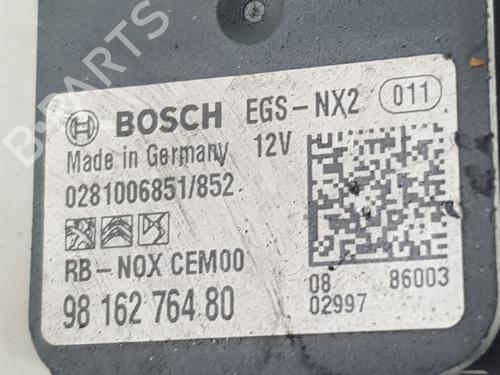 BOSCH EGS-NX2 011
Made in Germany 12V
0281006851/852
RB-NOX CEM00
98 162 764 80
08 86003
02997
B-PARTS